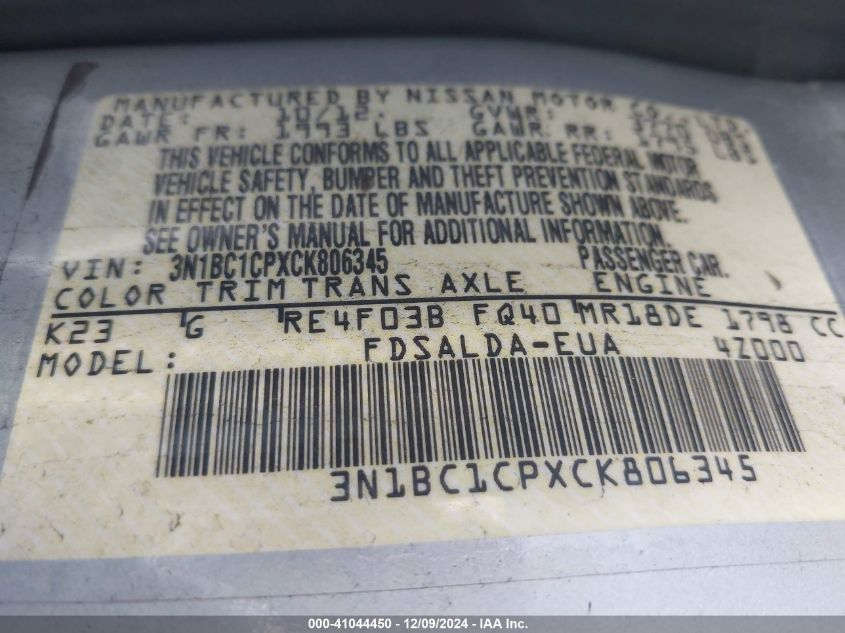 MANUFACTURED BY NISSAN MOTOR CO.
DATE: 10/12. GVWR:
GAWR FR: 1993 LBS GAWR RR: LBS
THIS VEHICLE CONFORMS TO ALL APPLICABLE FEDERAL MOTOR
VEHICLE SAFETY, BUMPER AND THEFT PREVENTION STANDARDS
IN EFFECT ON THE DATE OF MANUFACTURE SHOWN ABOVE.
SEE OWNER'S MANUAL FOR ADDITIONAL INFORMATION.
VIN: 3N1BC1CPXCK806345 PASSENGER CAR.
COLOR TRIM TRANS AXLE ENGINE
K23 G RE4F03B FQ40 MR18DE 1798 CC
MODEL: FDSALDA-EUA 4Z000
3N1BC1CPXCK806345
000-41044450 - 12/09/2024 - IAA Inc.